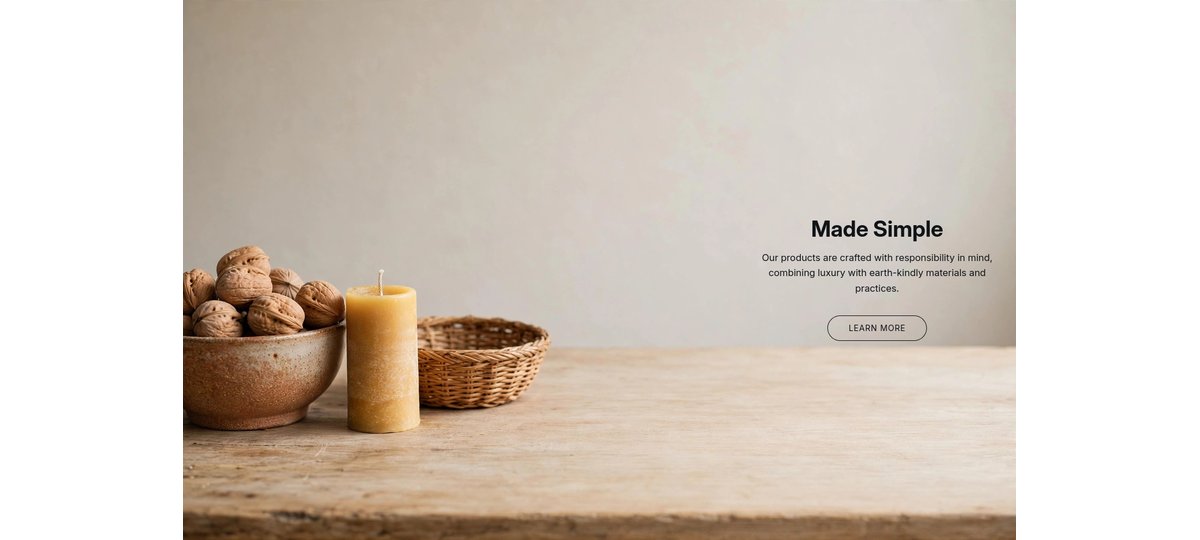 Made Simple
Our products are crafted with responsibility in mind,
combining luxury with earth-kindly materials and
practices.
LEARN MORE